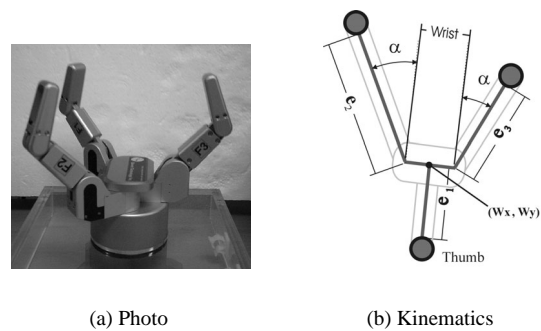 F2
F3
Wrist
α
α
e2
e3
e1
(Wx, Wy)
Thumb
(a) Photo
(b) Kinematics